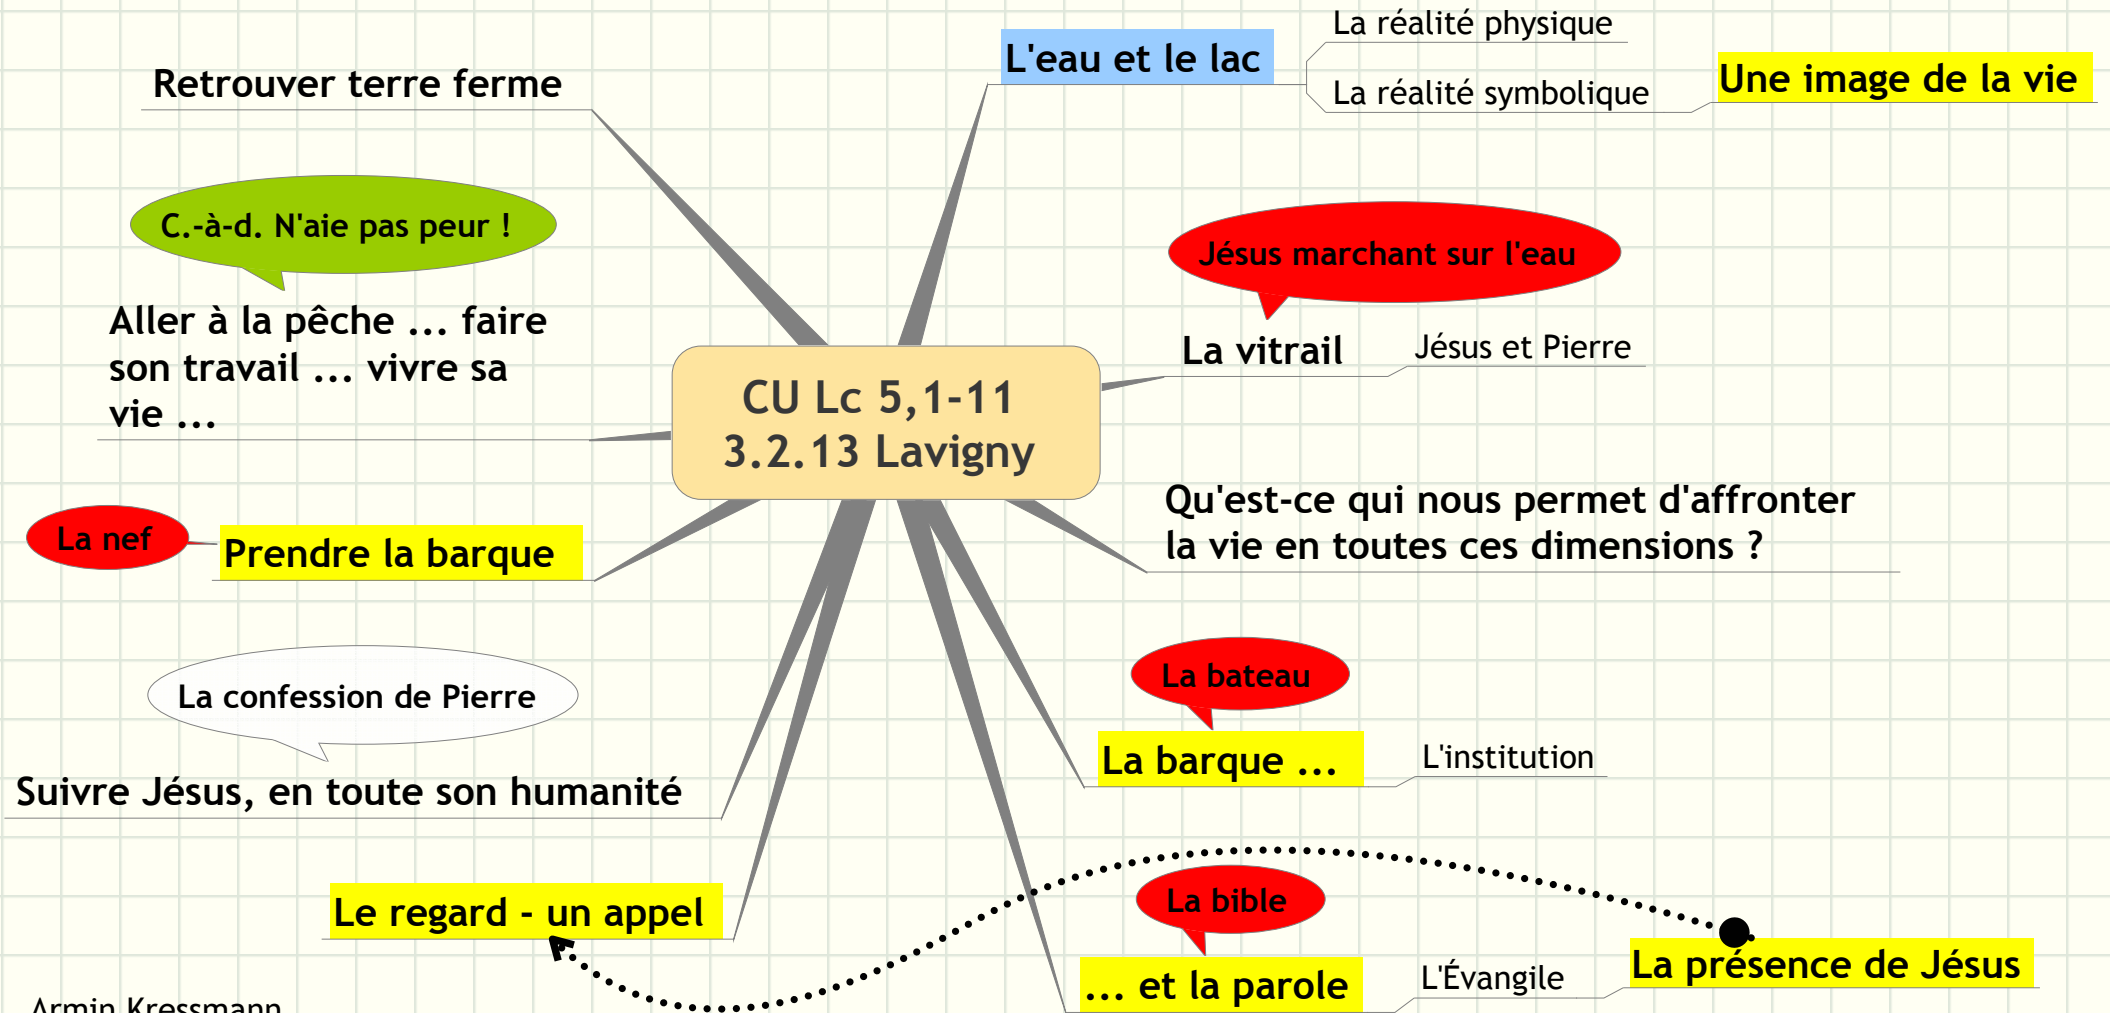 CU Lc 5,1-11
3.2.13 Lavigny
L'eau et le lac
La réalité physique
La réalité symbolique
Une image de la vie
Jésus marchant sur l'eau
La vitrail
Jésus et Pierre
Qu'est-ce qui nous permet d'affronter
la vie en toutes ces dimensions ?
La bateau
La barque ...
L'institution
La bible
... et la parole
L'Évangile
La présence de Jésus
Le regard - un appel
La confession de Pierre
Suivre Jésus, en toute son humanité
La nef
Prendre la barque
C.-à-d. N'aie pas peur !
Aller à la pêche ... faire
son travail ... vivre sa
vie ...
Retrouver terre ferme
Armin Kressmann